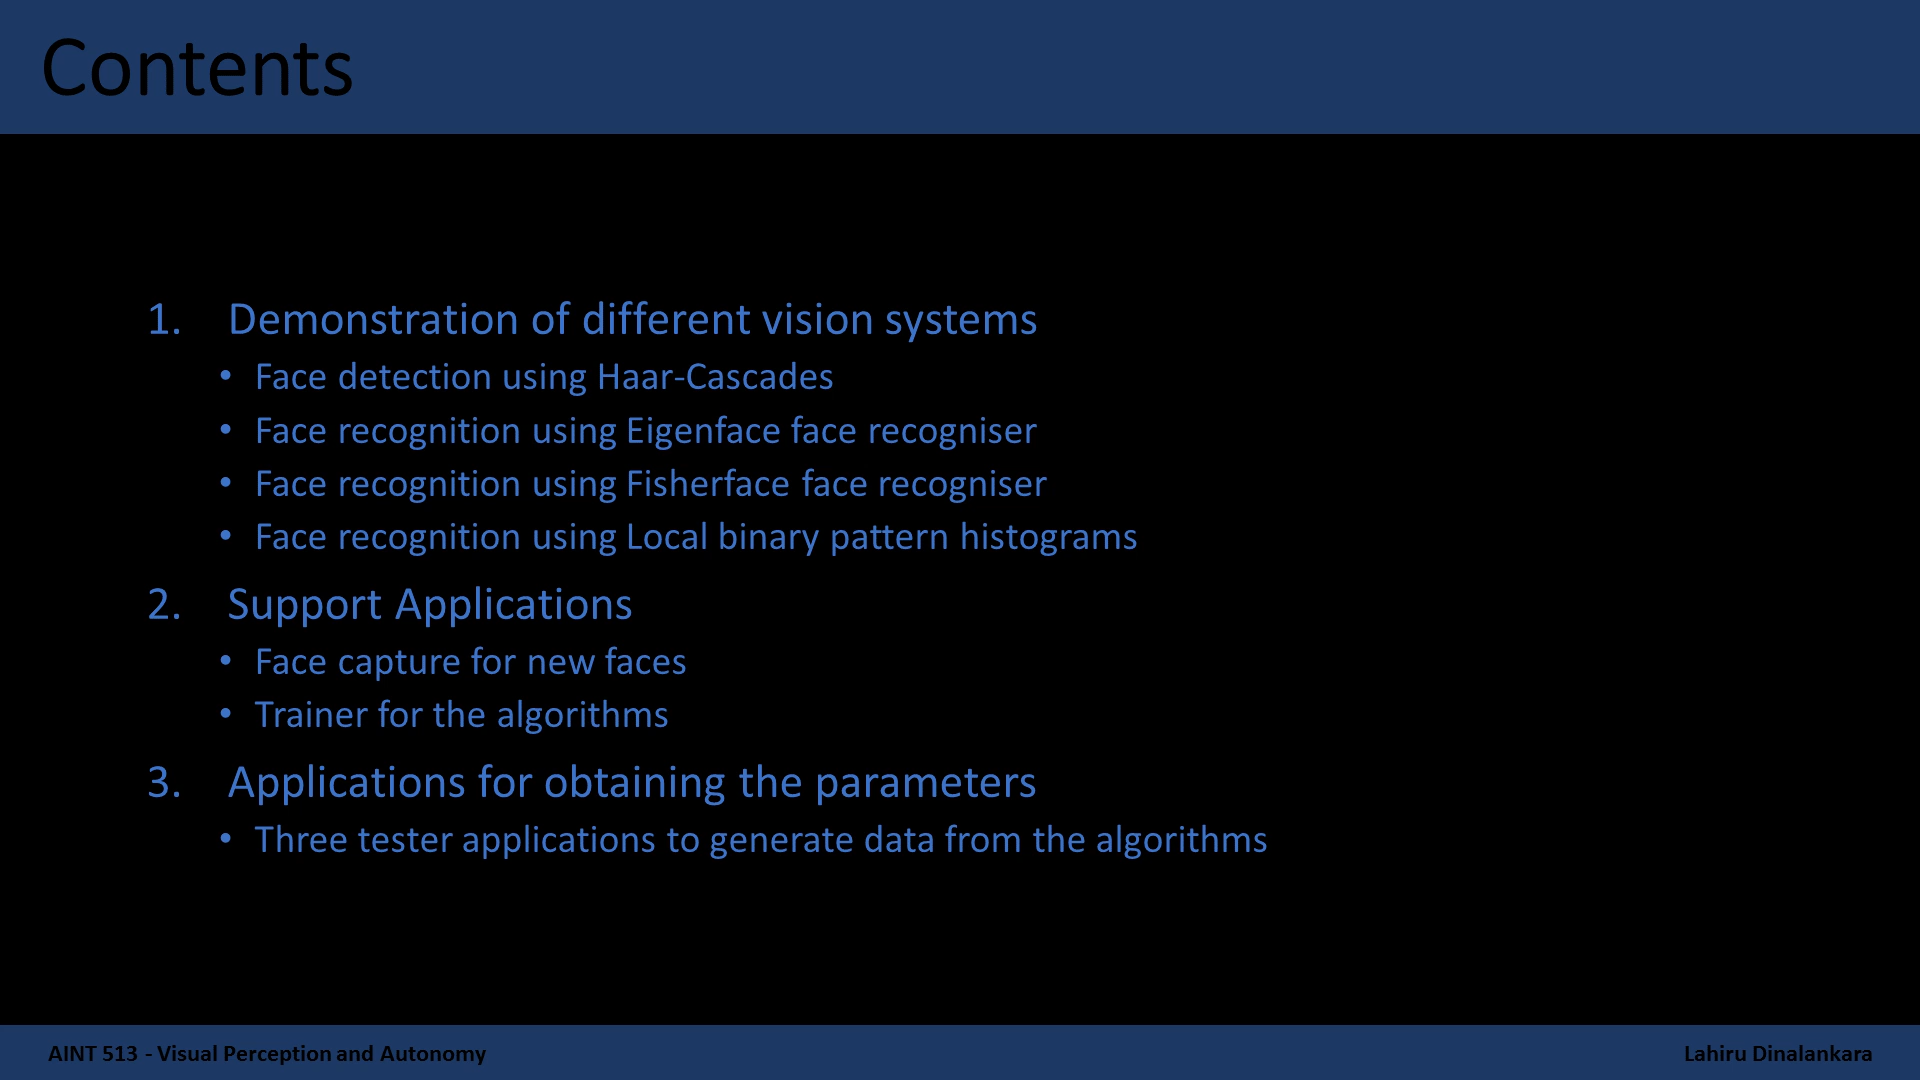 Contents
1. Demonstration of different vision systems
• Face detection using Haar-Cascades
• Face recognition using Eigenface face recogniser
• Face recognition using Fisherface face recogniser
• Face recognition using Local binary pattern histograms
2. Support Applications
• Face capture for new faces
• Trainer for the algorithms
3. Applications for obtaining the parameters
• Three tester applications to generate data from the algorithms
AINT 513 - Visual Perception and Autonomy
Lahiru Dinalankara